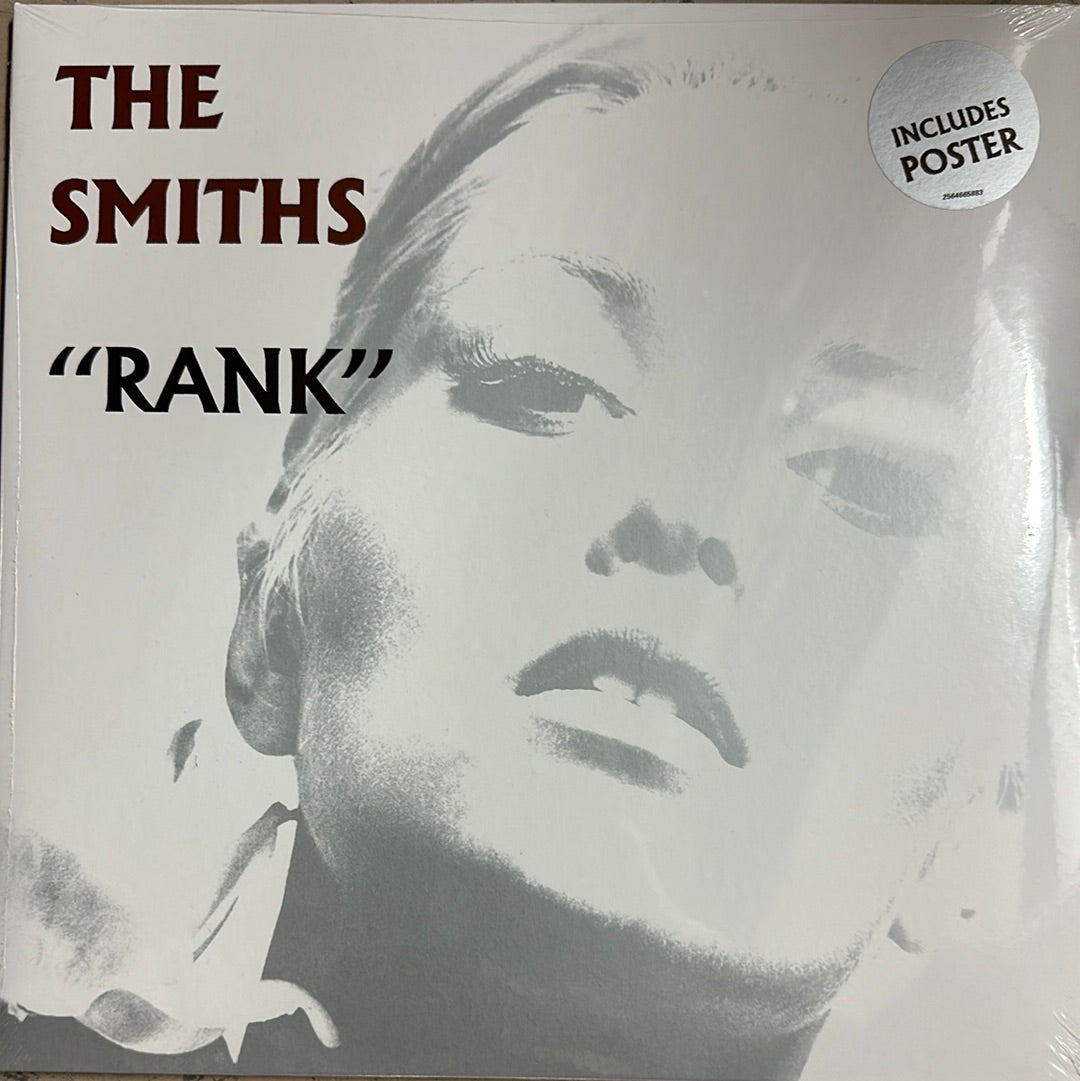 THE
SMITHS
“RANK”
INCLUDES
POSTER
2564665883